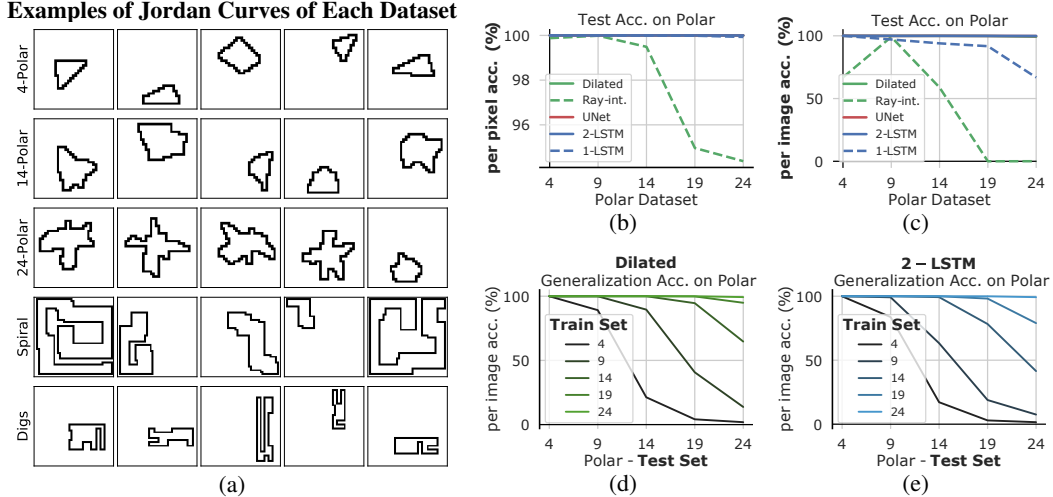 Examples of Jordan Curves of Each Dataset
4-Polar
14-Polar
24-Polar
Spiral
Digs
(a)
Test Acc. on Polar
per pixel acc. (%)
100
98
96
Dilated
Ray-int.
UNet
2-LSTM
1-LSTM
4 9 14 19 24
Polar Dataset
(b)
Test Acc. on Polar
per image acc. (%)
100
50
0
Dilated
Ray-int.
UNet
2-LSTM
1-LSTM
4 9 14 19 24
Polar Dataset
(c)
Dilated
Generalization Acc. on Polar
per image acc. (%)
100
50
0
Train Set
4
9
14
19
24
4 9 14 19 24
Polar - Test Set
(d)
2 − LSTM
Generalization Acc. on Polar
per image acc. (%)
100
50
0
Train Set
4
9
14
19
24
4 9 14 19 24
Polar - Test Set
(e)